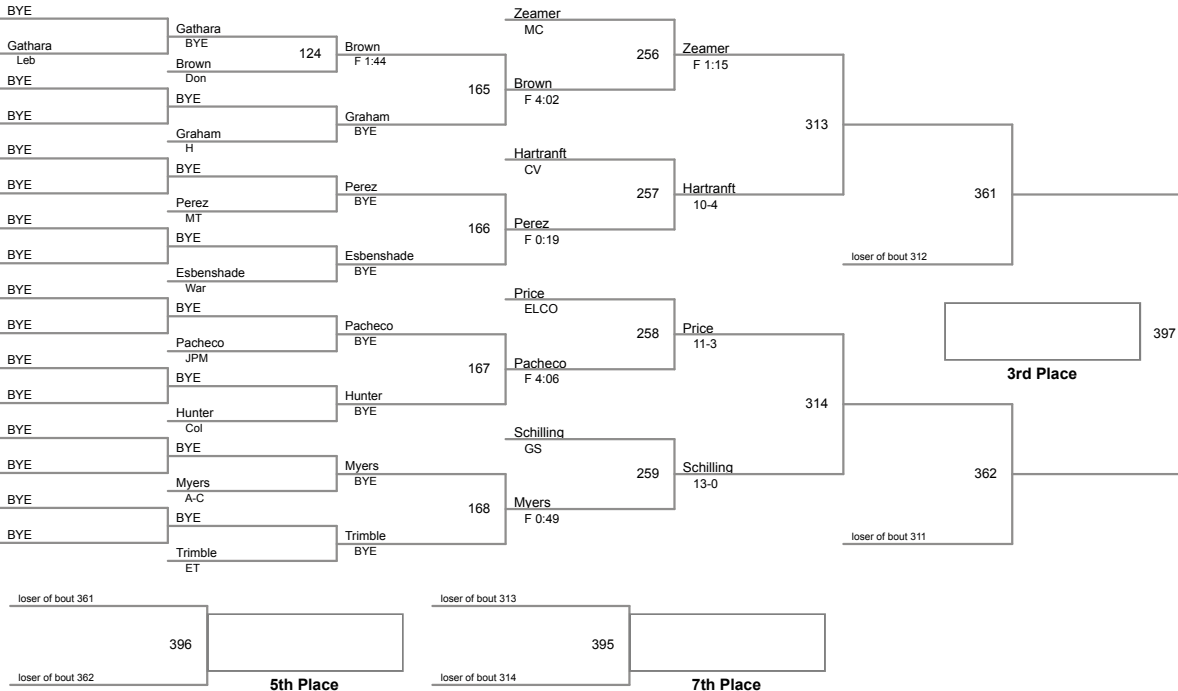 BYE
Gathara
Leb
BYE
BYE
BYE
BYE
BYE
BYE
BYE
BYE
BYE
BYE
BYE
BYE
BYE
BYE
Gathara
BYE
124
Brown
Don
BYE
Graham
H
BYE
Perez
MT
BYE
Esbenshade
War
BYE
Pacheco
JPM
BYE
Hunter
Col
BYE
Myers
A-C
BYE
Trimble
ET
Brown
F 1:44
165
Graham
BYE
Perez
BYE
166
Esbenshade
BYE
Pacheco
BYE
167
Hunter
BYE
Myers
BYE
168
Trimble
BYE
Zeamer
MC
256
Brown
F 4:02
Hartranft
CV
257
Perez
F 0:19
Price
ELCO
258
Pacheco
F 4:06
Schilling
GS
259
Myers
F 0:49
Zeamer
F 1:15
313
Hartranft
10-4
Price
11-3
314
Schilling
13-0
361
loser of bout 312
397
3rd Place
362
loser of bout 311
loser of bout 361
396
loser of bout 362
5th Place
loser of bout 313
395
loser of bout 314
7th Place